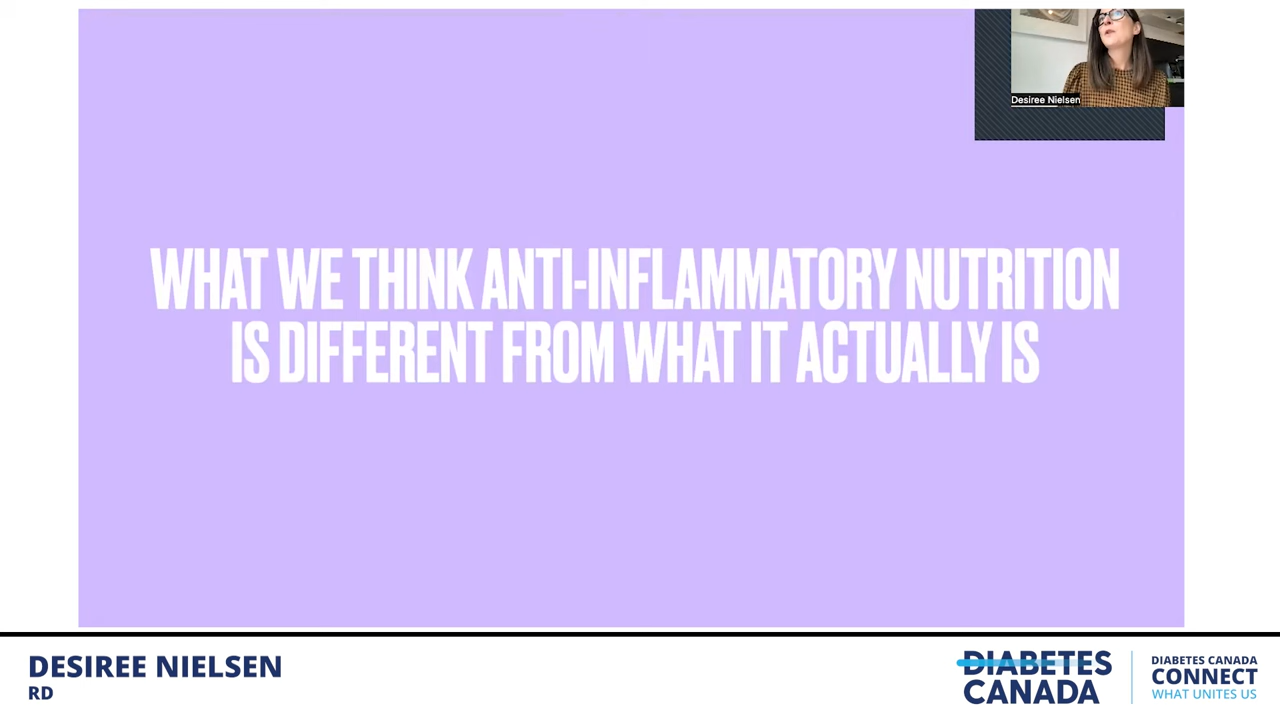 Desiree Nielsen
WHAT WE THINK ANTI-INFLAMMATORY NUTRITION
IS DIFFERENT FROM WHAT IT ACTUALLY IS
DESIREE NIELSEN
RD
DIABETES
CANADA
DIABETES CANADA
CONNECT
WHAT UNITES US